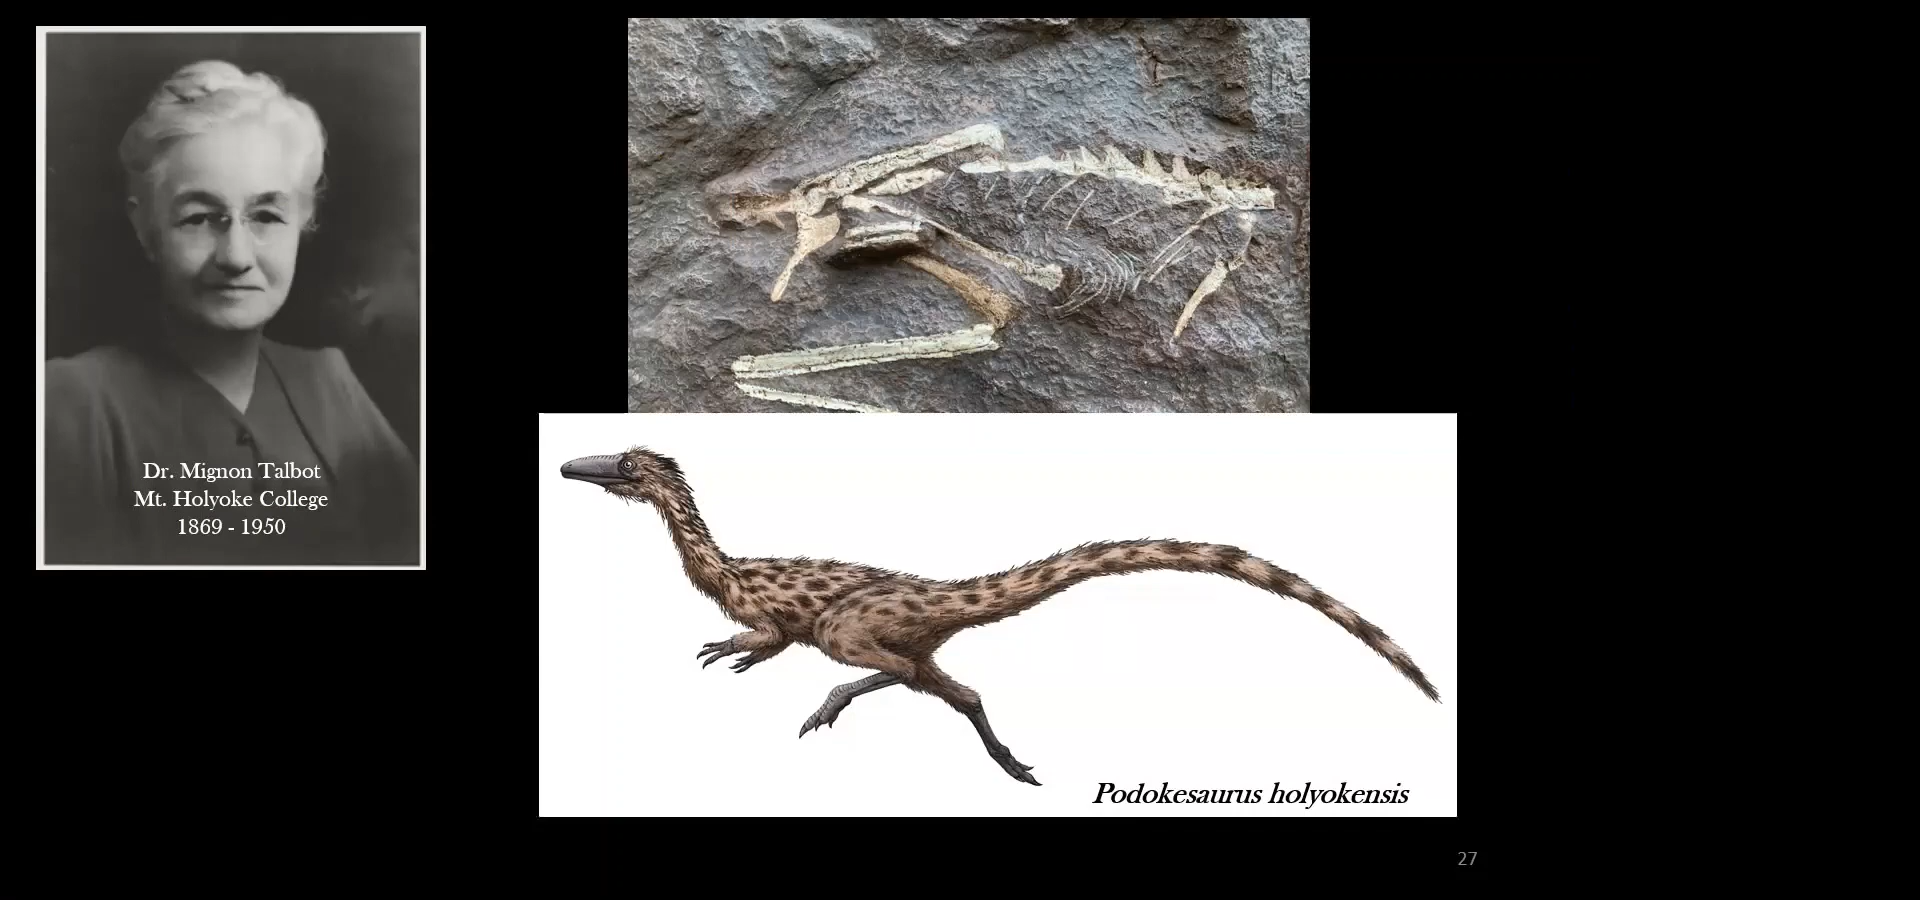 Dr. Mignon Talbot
Mt. Holyoke College
1869 - 1950
Podokesaurus holyokensis
27